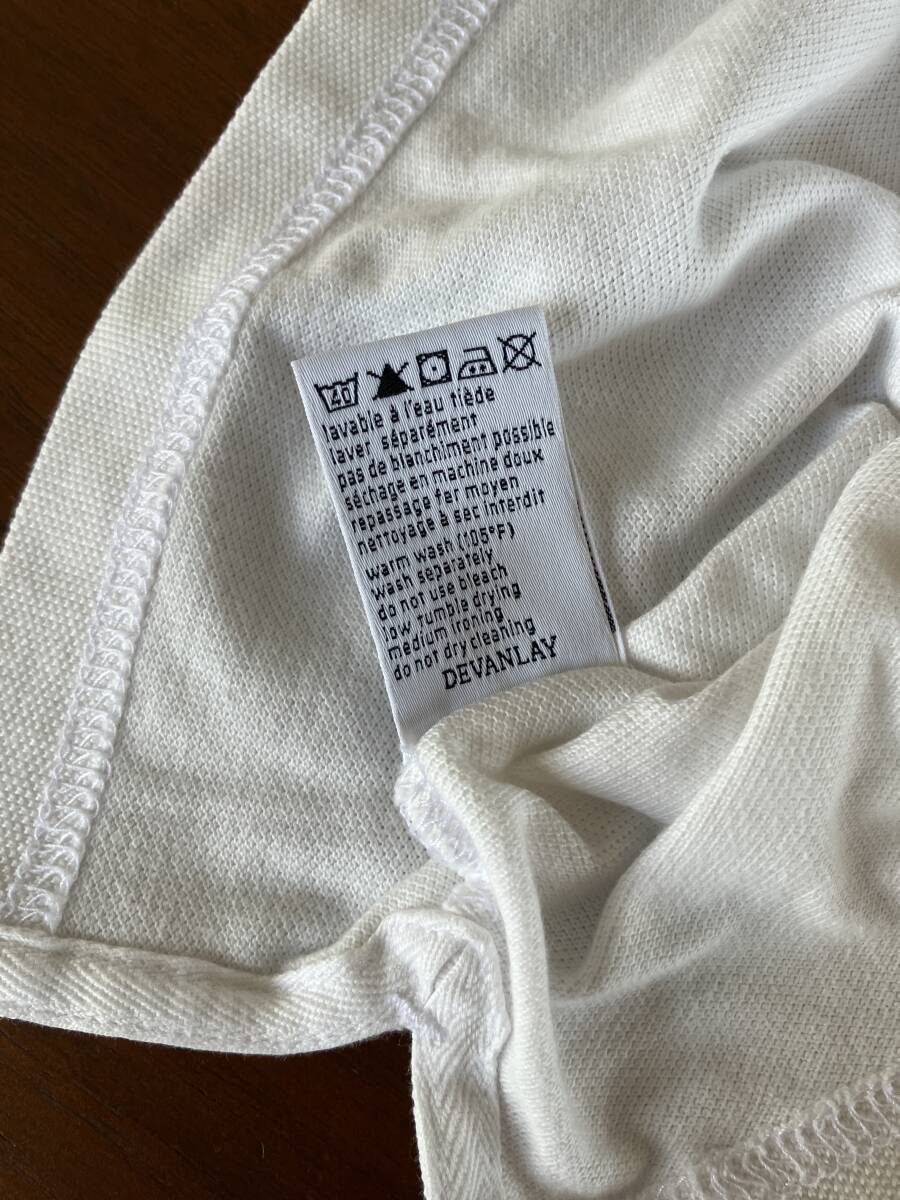 40
lavable à l'eau tiède
laver séparément
pas de blanchiment possible
séchage en machine doux
repassage fer moyen
nettoyage à sec interdit
warm wash (105°F)
wash separately
do not use bleach
low tumble drying
medium ironing
do not dry cleaning
DEVANLAY